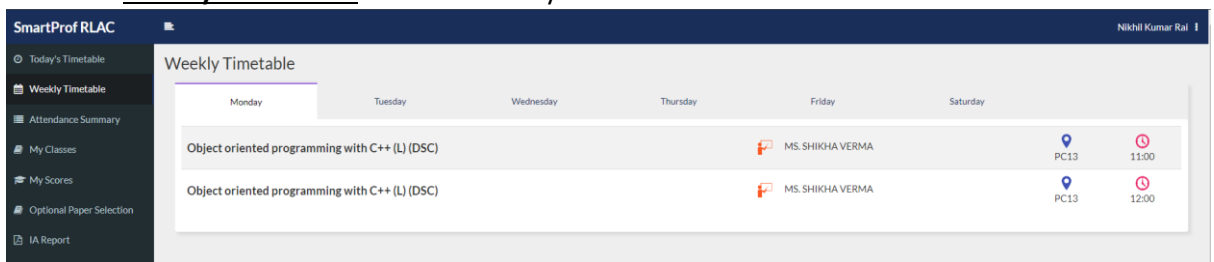 SmartProf RLAC
Nikhil Kumar Rai
Today's Timetable
Weekly Timetable
Attendance Summary
My Classes
My Scores
Optional Paper Selection
IA Report
Weekly Timetable
Monday Tuesday Wednesday Thursday Friday Saturday
Object oriented programming with C++ (L) (DSC) MS. SHIKHA VERMA PC13 11:00
Object oriented programming with C++ (L) (DSC) MS. SHIKHA VERMA PC13 12:00